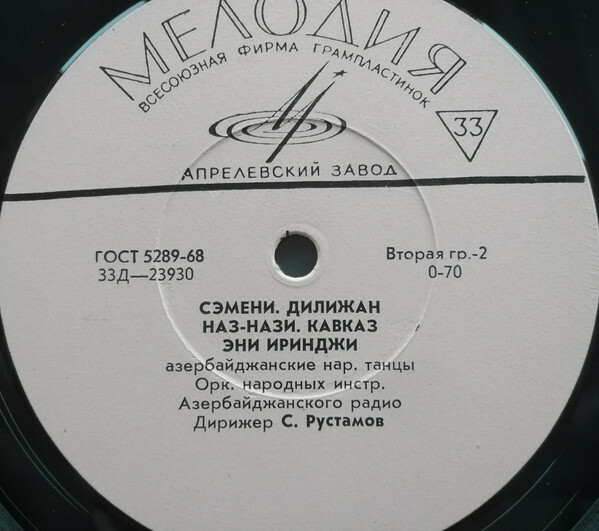 МЕЛОДИЯ
ВСЕСОЮЗНАЯ ФИРМА ГРАМПЛАСТИНОК
33
АПРЕЛЕВСКИЙ ЗАВОД
ГОСТ 5289-68
33Д—23930
Вторая гр.-2
0-70
СЭМЕНИ. ДИЛИЖАН
НАЗ-НАЗИ. КАВКАЗ
ЭНИ ИРИНДЖИ
азербайджанские нар. танцы
Орк. народных инстр.
Азербайджанского радио
Дирижер С. Рустамов